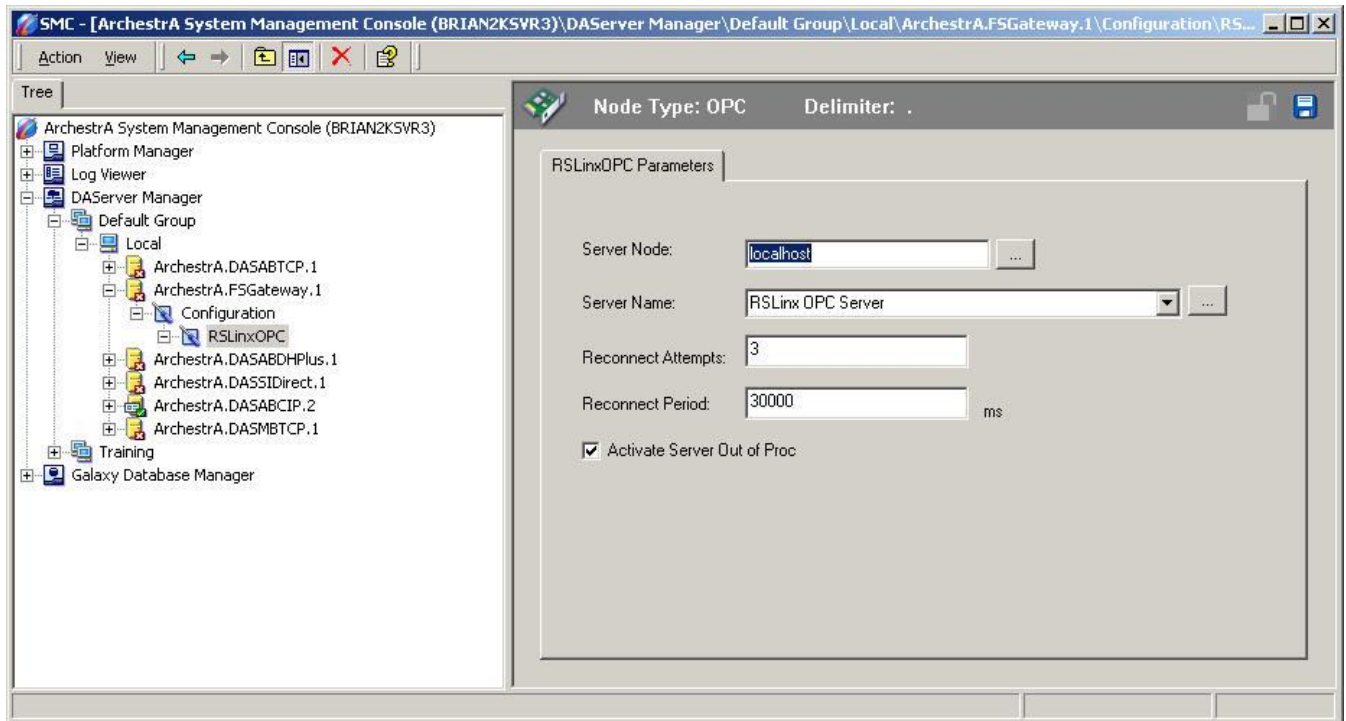 SMC - [ArchestrA System Management Console (BRIAN2KSVR3)\DAServer Manager\Default Group\Local\ArchestrA.FSGateway.1\Configuration\RS...
Action View
Tree
ArchestrA System Management Console (BRIAN2KSVR3)
Platform Manager
Log Viewer
DAServer Manager
Default Group
Local
ArchestrA.DASABTCP.1
ArchestrA.FSGateway.1
Configuration
RSLinxOPC
ArchestrA.DASABDHPlus.1
ArchestrA.DASSIDirect.1
ArchestrA.DASABCIP.2
ArchestrA.DASMBTCP.1
Training
Galaxy Database Manager
Node Type: OPC Delimiter: .
RSLinxOPC Parameters
Server Node: localhost ...
Server Name: RSLinx OPC Server ...
Reconnect Attempts: 3
Reconnect Period: 30000 ms
Activate Server Out of Proc